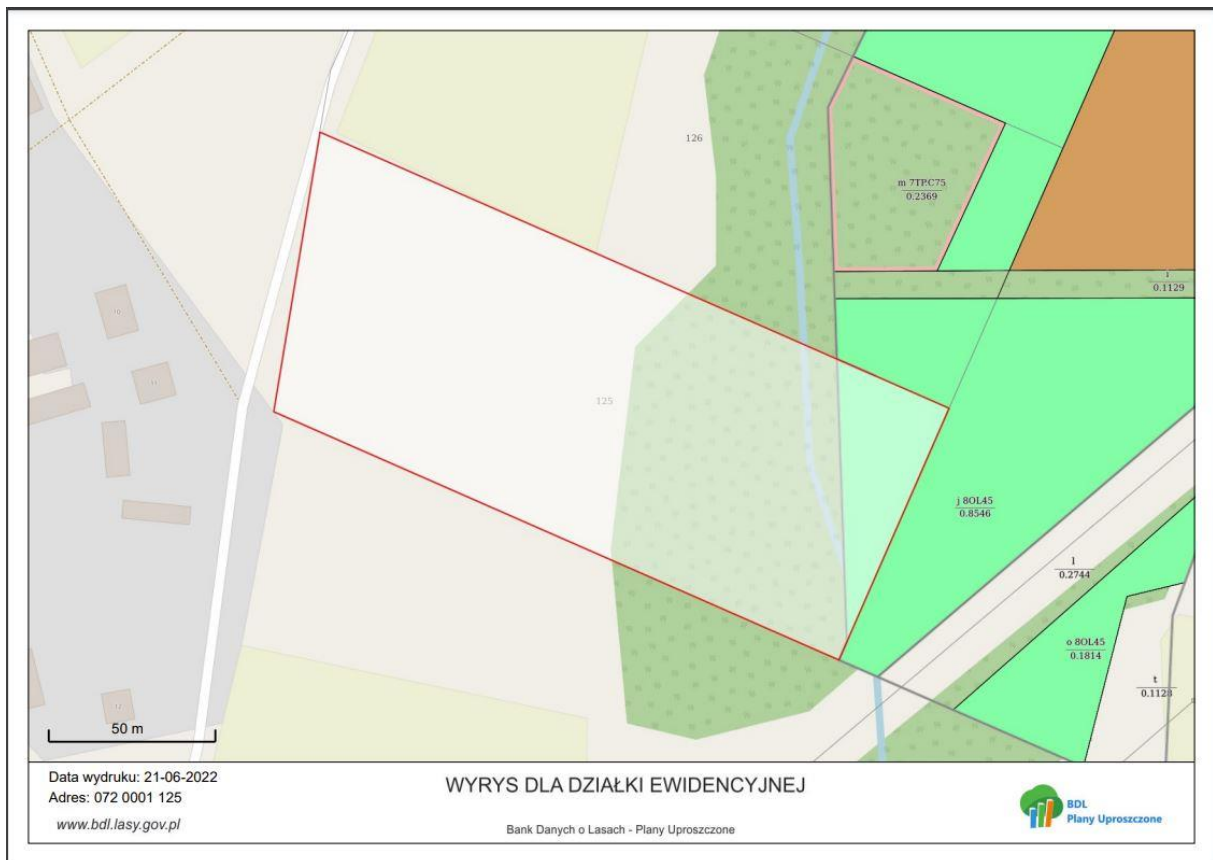 126
m 7TP.C75
0.2369
i
0.1129
125
j 8OL45
0.8546
l
0.2744
o 8OL45
0.1814
t
0.1128
50 m
Data wydruku: 21-06-2022
Adres: 072 0001 125
www.bdl.lasy.gov.pl
WYRYS DLA DZIAŁKI EWIDENCYJNEJ
Bank Danych o Lasach - Plany Uproszczone
BDL
Plany Uproszczone